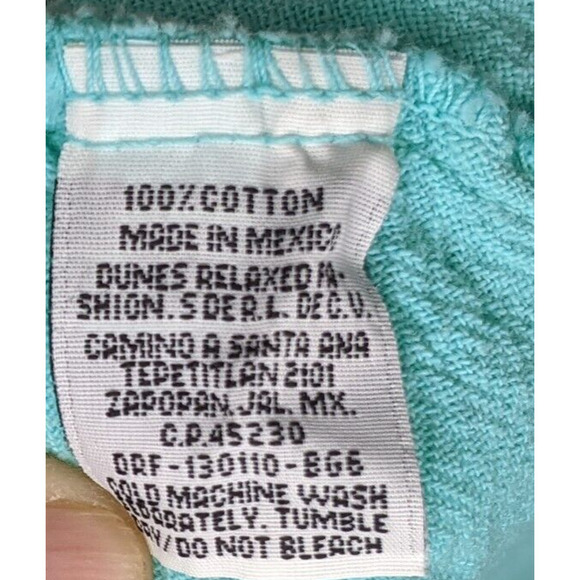 100% COTTON
MADE IN MEXICO
DUNES RELAXED FA-
SHION. S DE R.L. DE C.V.
CAMINO A SANTA ANA
TEPETITLAN 2101
ZAPOPAN, JAL. MX.
C.P. 45230
DRF-130110-EG6
COLD MACHINE WASH
SEPARATELY. TUMBLE
DRY/DO NOT BLEACH